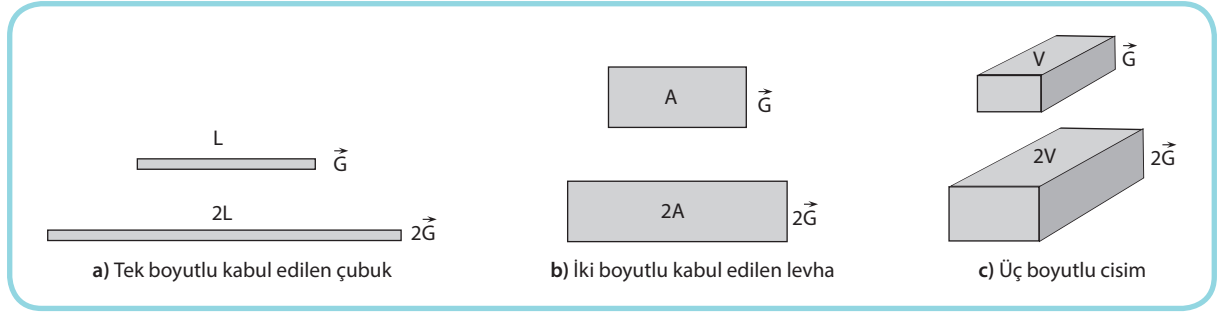 L
G⃗
2L
2G⃗
a) Tek boyutlu kabul edilen çubuk
A
G⃗
2A
2G⃗
b) İki boyutlu kabul edilen levha
V
G⃗
2V
2G⃗
c) Üç boyutlu cisim